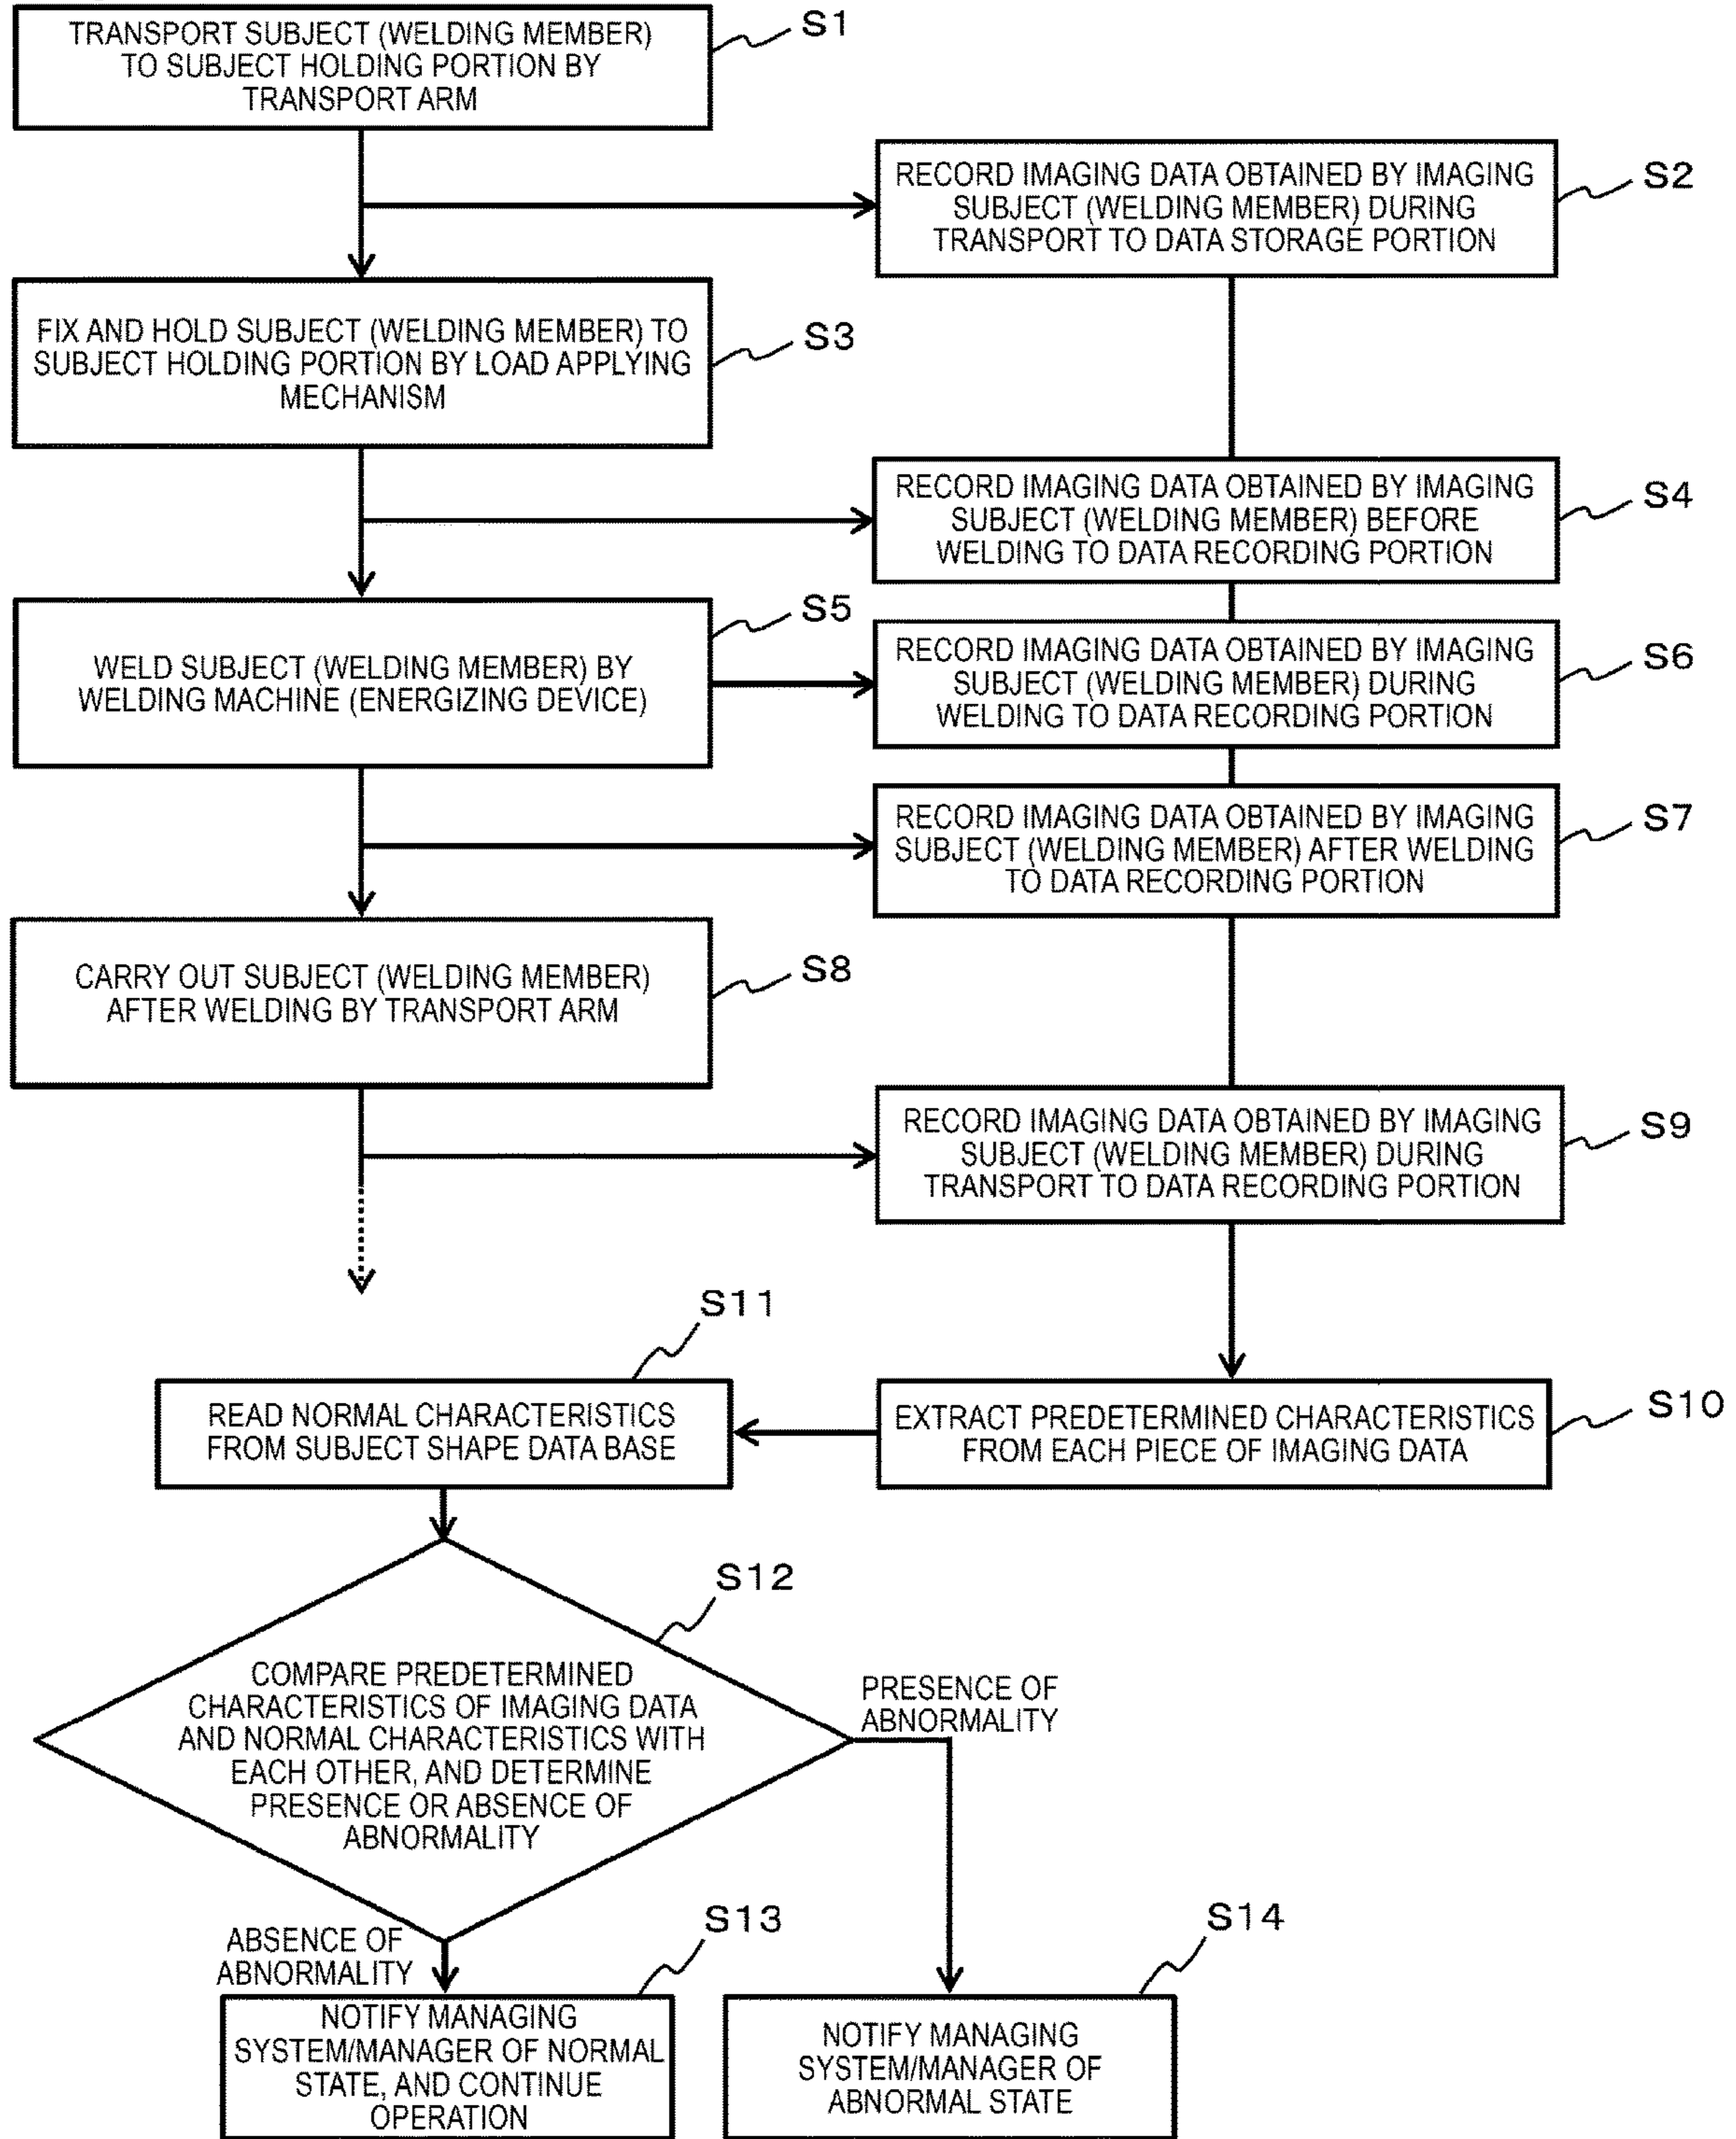 S1
TRANSPORT SUBJECT (WELDING MEMBER)
TO SUBJECT HOLDING PORTION BY
TRANSPORT ARM
S2
RECORD IMAGING DATA OBTAINED BY IMAGING
SUBJECT (WELDING MEMBER) DURING
TRANSPORT TO DATA STORAGE PORTION
S3
FIX AND HOLD SUBJECT (WELDING MEMBER) TO
SUBJECT HOLDING PORTION BY LOAD APPLYING
MECHANISM
S4
RECORD IMAGING DATA OBTAINED BY IMAGING
SUBJECT (WELDING MEMBER) BEFORE
WELDING TO DATA RECORDING PORTION
S5
WELD SUBJECT (WELDING MEMBER) BY
WELDING MACHINE (ENERGIZING DEVICE)
S6
RECORD IMAGING DATA OBTAINED BY IMAGING
SUBJECT (WELDING MEMBER) DURING
WELDING TO DATA RECORDING PORTION
S7
RECORD IMAGING DATA OBTAINED BY IMAGING
SUBJECT (WELDING MEMBER) AFTER WELDING
TO DATA RECORDING PORTION
S8
CARRY OUT SUBJECT (WELDING MEMBER)
AFTER WELDING BY TRANSPORT ARM
S9
RECORD IMAGING DATA OBTAINED BY IMAGING
SUBJECT (WELDING MEMBER) DURING
TRANSPORT TO DATA RECORDING PORTION
S10
EXTRACT PREDETERMINED CHARACTERISTICS
FROM EACH PIECE OF IMAGING DATA
S11
READ NORMAL CHARACTERISTICS
FROM SUBJECT SHAPE DATA BASE
S12
COMPARE PREDETERMINED
CHARACTERISTICS OF IMAGING DATA
AND NORMAL CHARACTERISTICS WITH
EACH OTHER, AND DETERMINE
PRESENCE OR ABSENCE OF
ABNORMALITY
PRESENCE OF
ABNORMALITY
ABSENCE OF
ABNORMALITY
S13
NOTIFY MANAGING
SYSTEM/MANAGER OF NORMAL
STATE, AND CONTINUE
OPERATION
S14
NOTIFY MANAGING
SYSTEM/MANAGER OF
ABNORMAL STATE